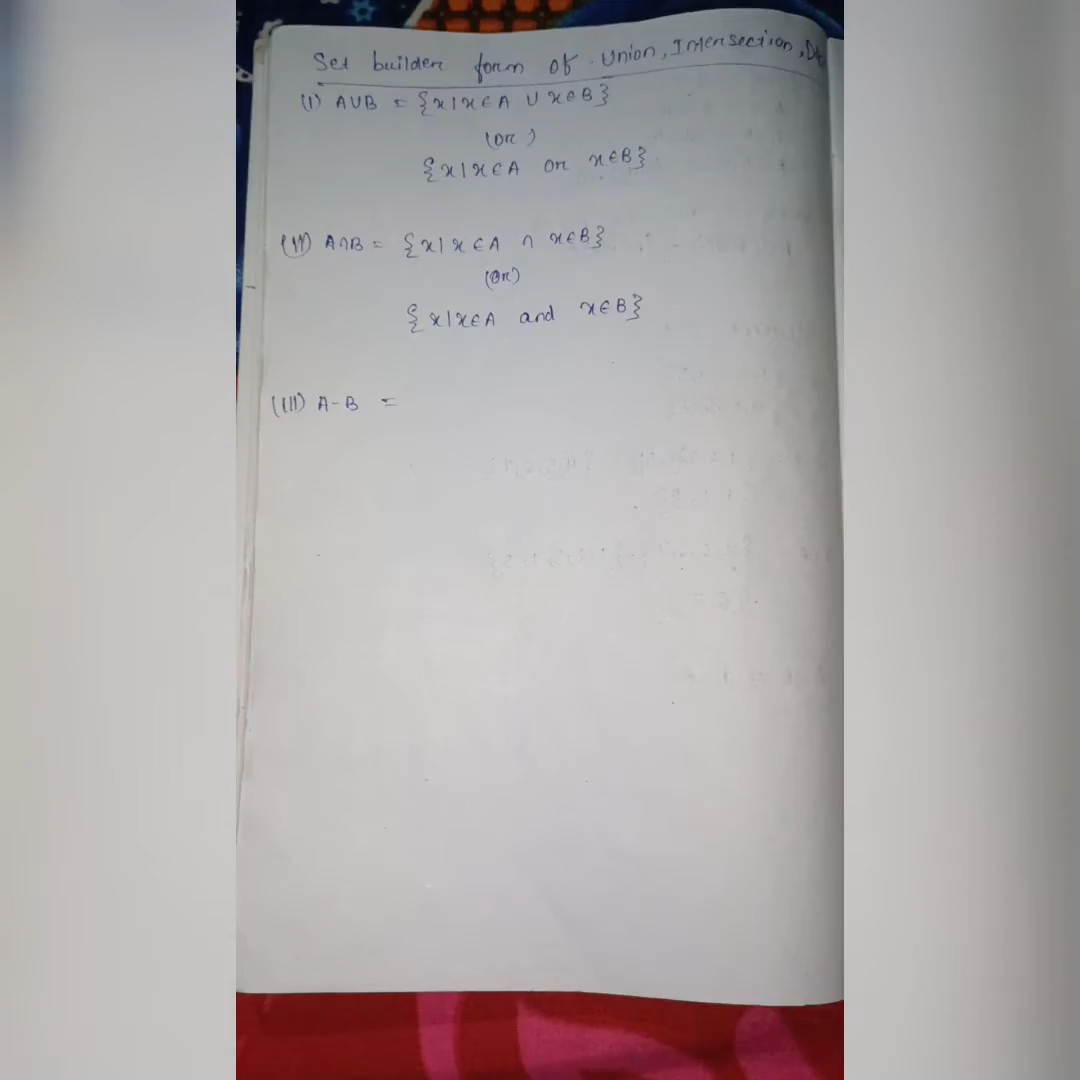 Set builder form of Union, Intersection,
(I) A∪B = {x|x∈A ∪ x∈B}
(or)
{x|x∈A or x∈B}
(II) A∩B = {x|x∈A ∩ x∈B}
(or)
{x|x∈A and x∈B}
(III) A-B =